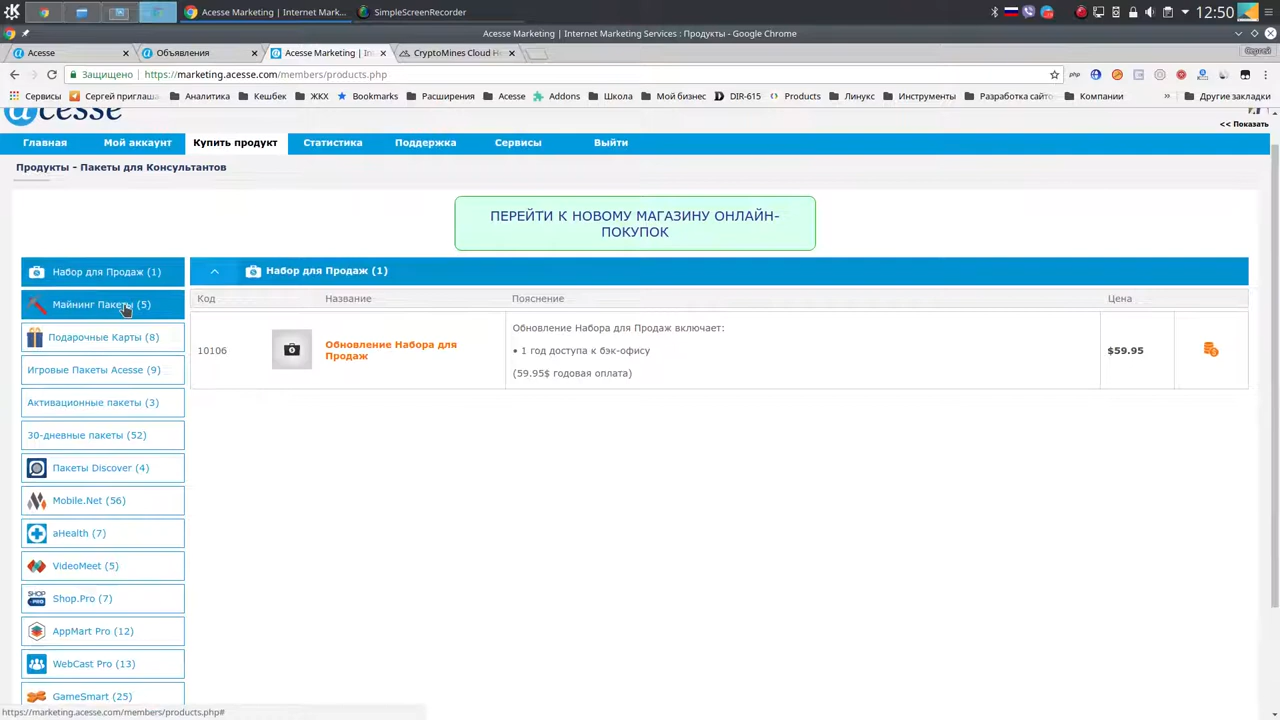 Acesse Marketing | Internet Mark...
SimpleScreenRecorder
12:50
Acesse Marketing | Internet Marketing Services : Продукты - Google Chrome
Acesse
Объявления
Acesse Marketing | In
CryptoMines Cloud H
Сергей
Защищено
https://marketing.acesse.com/members/products.php
php
Сервисы
Сергей приглаш
Аналитика
Кешбек
ЖКХ
Bookmarks
Расширения
Acesse
Addons
Школа
Мой бизнес
DIR-615
Products
Линукс
Инструменты
Разработка сайто
Компании
»
Другие закладки
acesse
<< Показать
Главная
Мой аккаунт
Купить продукт
Статистика
Поддержка
Сервисы
Выйти
Продукты - Пакеты для Консультантов
ПЕРЕЙТИ К НОВОМУ МАГАЗИНУ ОНЛАЙН-
ПОКУПОК
Набор для Продаж (1)
Майнинг Пакеты (5)
Подарочные Карты (8)
Игровые Пакеты Acesse (9)
Активационные пакеты (3)
30-дневные пакеты (52)
Пакеты Discover (4)
Mobile.Net (56)
aHealth (7)
VideoMeet (5)
Shop.Pro (7)
AppMart Pro (12)
WebCast Pro (13)
GameSmart (25)
Набор для Продаж (1)
Код
Название
Пояснение
Цена
10106
Обновление Набора для
Продаж
Обновление Набора для Продаж включает:
• 1 год доступа к бэк-офису
(59.95$ годовая оплата)
$59.95
https://marketing.acesse.com/members/products.php#